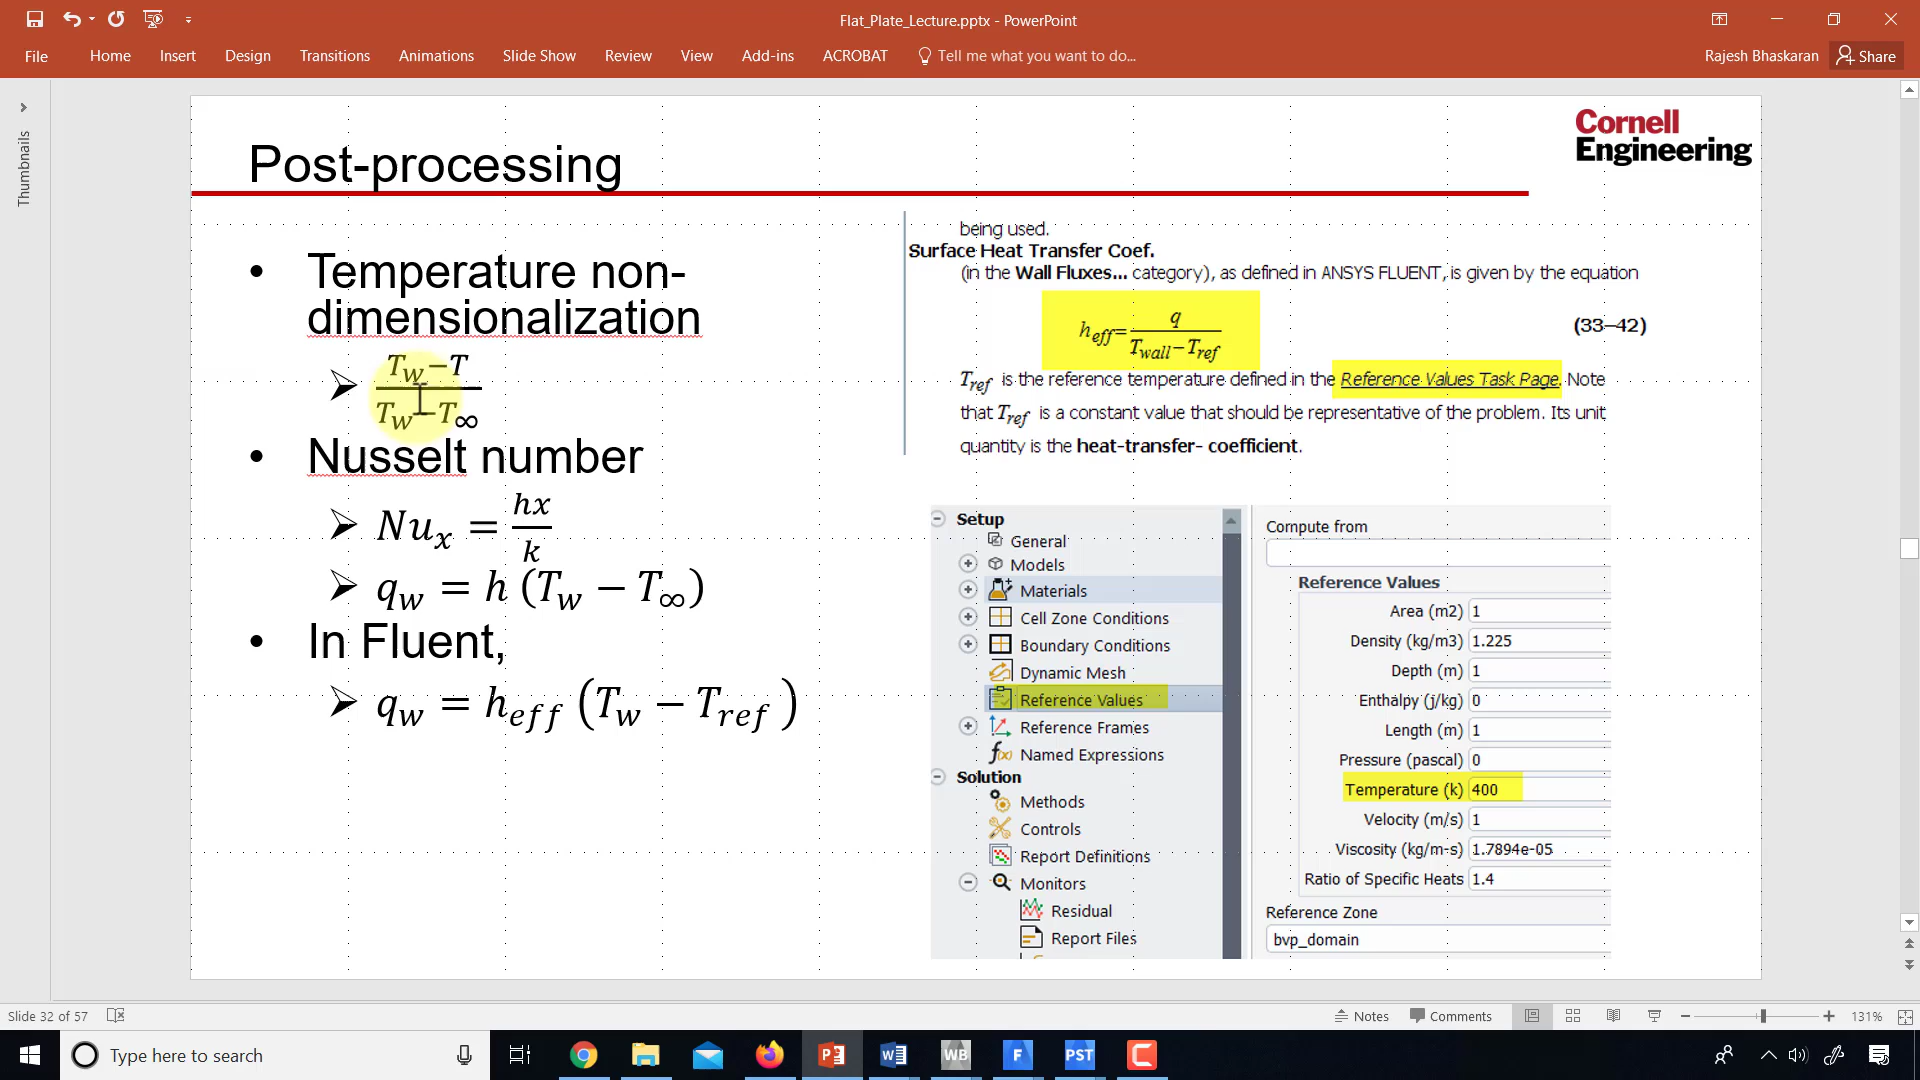 Flat_Plate_Lecture.pptx - PowerPoint
File Home Insert Design Transitions Animations Slide Show Review View Add-ins ACROBAT Tell me what you want to do... Rajesh Bhaskaran Share
Thumbnails
Cornell
Engineering
Post-processing
• Temperature non-
dimensionalization
➢ (T_w−T)/(T_w−T_∞)
• Nusselt number
➢ Nu_x = hx/k
➢ q_w = h (T_w − T_∞)
• In Fluent,
➢ q_w = h_eff (T_w − T_ref)
being used.
Surface Heat Transfer Coef.
(in the Wall Fluxes... category), as defined in ANSYS FLUENT, is given by the equation
h_eff = q/(T_wall−T_ref) (33–42)
T_ref is the reference temperature defined in the Reference Values Task Page. Note
that T_ref is a constant value that should be representative of the problem. Its unit
quantity is the heat-transfer- coefficient.
Setup
General
Models
Materials
Cell Zone Conditions
Boundary Conditions
Dynamic Mesh
Reference Values
Reference Frames
Named Expressions
Solution
Methods
Controls
Report Definitions
Monitors
Residual
Report Files
Compute from
Reference Values
Area (m2) 1
Density (kg/m3) 1.225
Depth (m) 1
Enthalpy (j/kg) 0
Length (m) 1
Pressure (pascal) 0
Temperature (k) 400
Velocity (m/s) 1
Viscosity (kg/m-s) 1.7894e-05
Ratio of Specific Heats 1.4
Reference Zone
bvp_domain
Slide 32 of 57 Notes Comments 131%
Type here to search
WB F PST